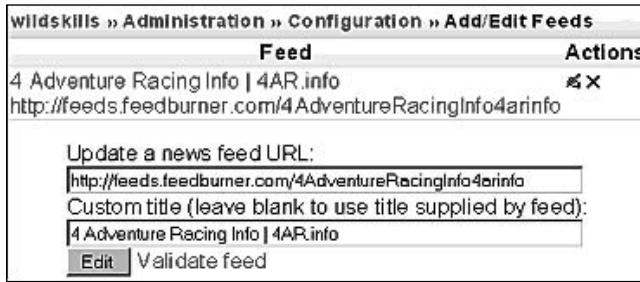 wildskills » Administration » Configuration » Add/Edit Feeds
Feed Actions
4 Adventure Racing Info | 4AR.info
http://feeds.feedburner.com/4AdventureRacingInfo4arinfo
Update a news feed URL:
http://feeds.feedburner.com/4AdventureRacingInfo4arinfo
Custom title (leave blank to use title supplied by feed):
4 Adventure Racing Info | 4AR.info
Edit Validate feed